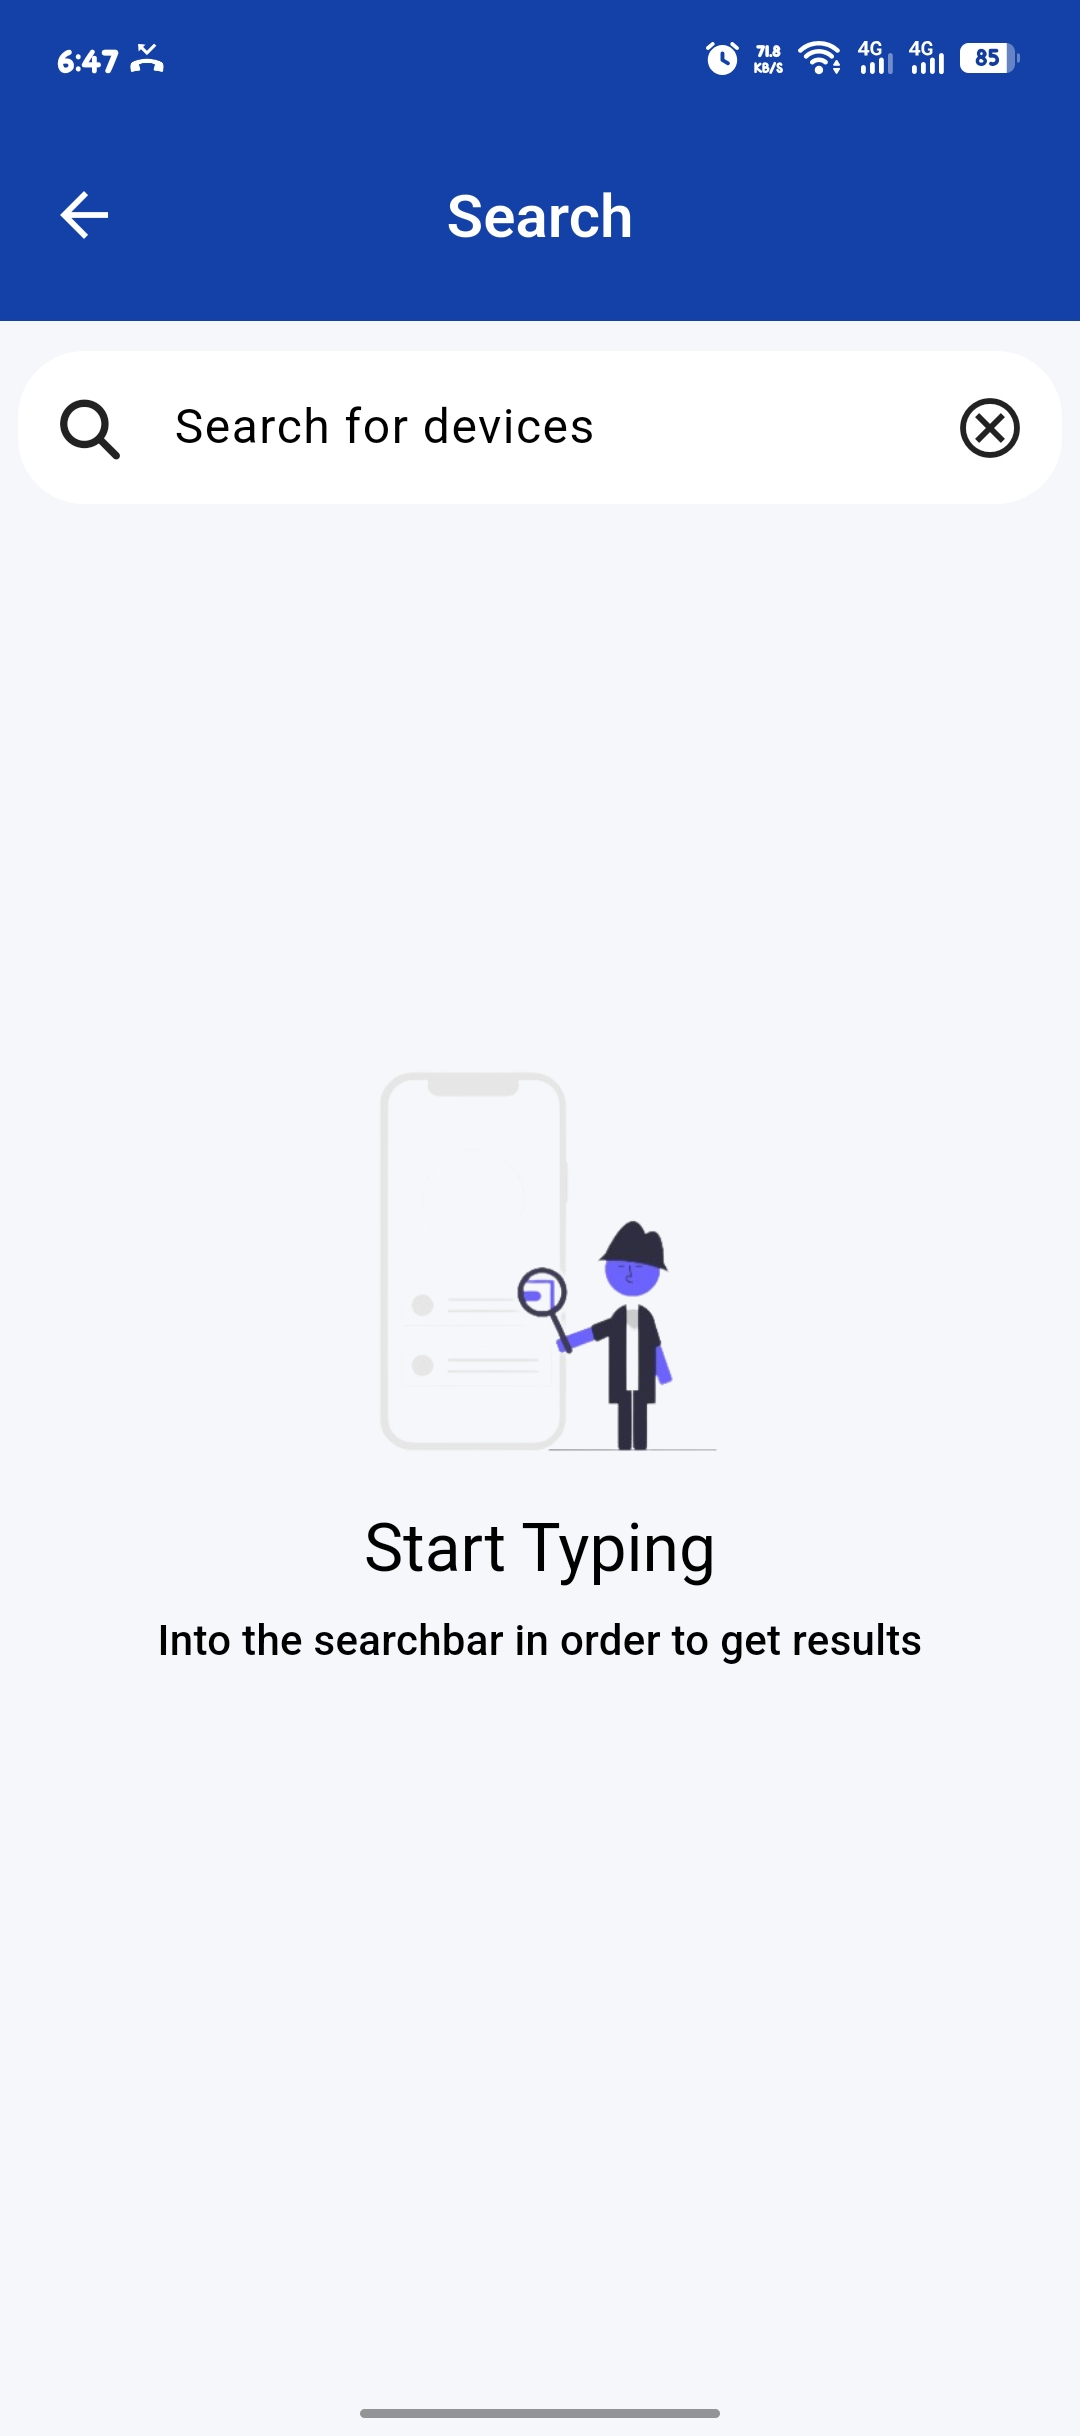 6:47 71.8 KB/S 4G 4G 85
Search
Search for devices
Start Typing
Into the searchbar in order to get results